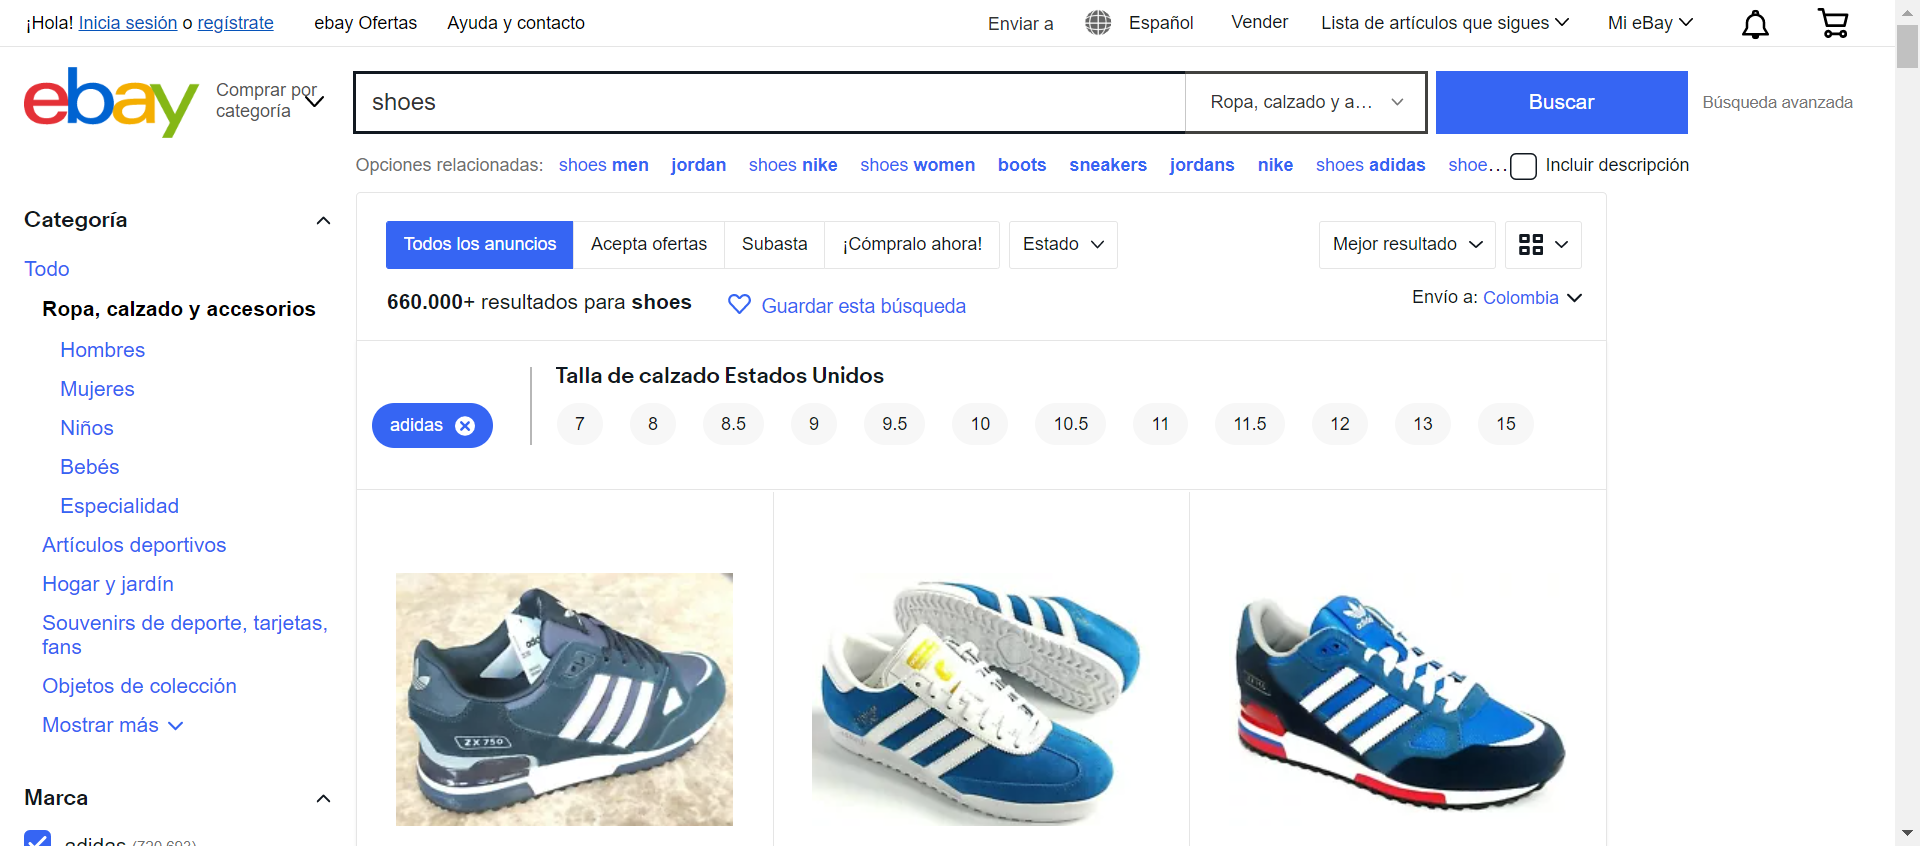 ¡Hola! Inicia sesión o regístrate ebay Ofertas Ayuda y contacto Enviar a Español Vender Lista de artículos que sigues Mi eBay
ebay
Comprar por
categoría
shoes
Ropa, calzado y a...
Buscar
Búsqueda avanzada
Opciones relacionadas: shoes men jordan shoes nike shoes women boots sneakers jordans nike shoes adidas shoe... Incluir descripción
Categoría
Todo
Ropa, calzado y accesorios
Hombres
Mujeres
Niños
Bebés
Especialidad
Artículos deportivos
Hogar y jardín
Souvenirs de deporte, tarjetas,
fans
Objetos de colección
Mostrar más
Marca
adidas (720.693)
Todos los anuncios Acepta ofertas Subasta ¡Cómpralo ahora! Estado Mejor resultado
660.000+ resultados para shoes Guardar esta búsqueda Envío a: Colombia
adidas
Talla de calzado Estados Unidos
7 8 8.5 9 9.5 10 10.5 11 11.5 12 13 15
adidas
ZX 750
adidas